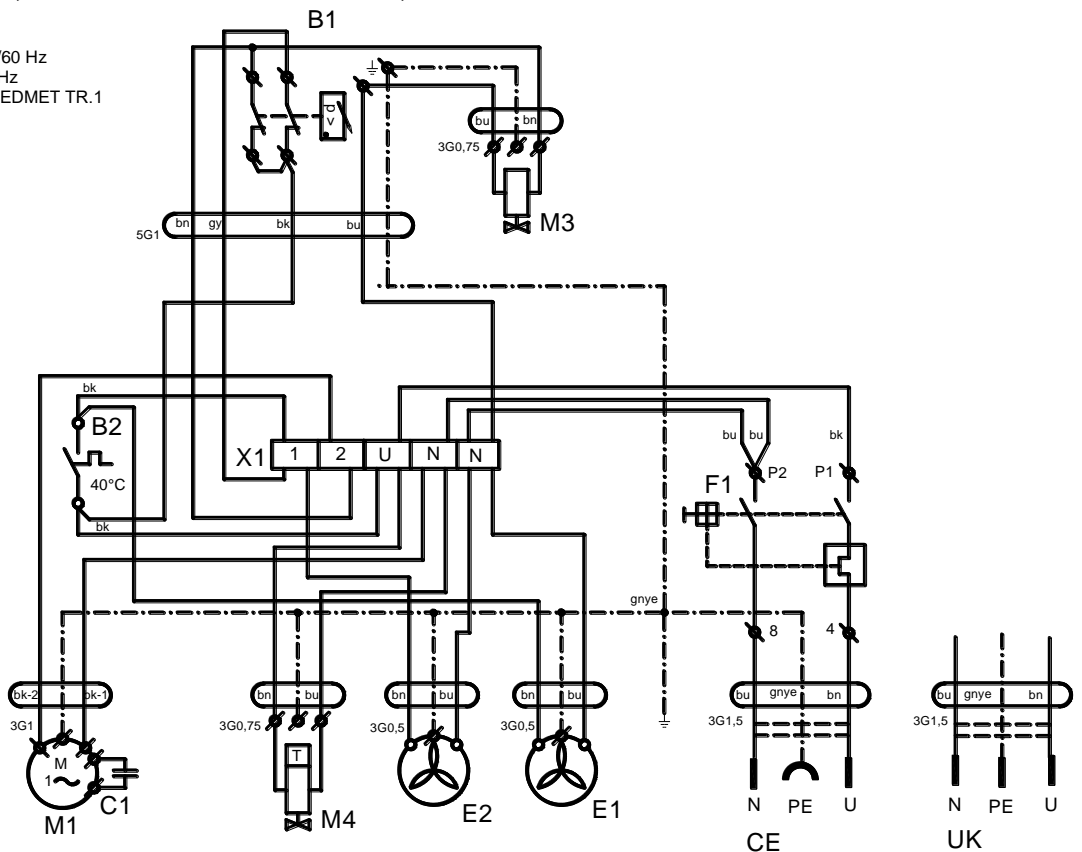 B1
/60 Hz
Hz
EDMET TR.1
bu bn
3G0,75
M3
bn gy bk bu
5G1
bk
B2
X1 1 2 U N N
40°C
bk
bu bu bk
P2 P1
F1
gnye
8 4
bk-2 bk-1 bn bu bn bu bn bu bu gnye bn bu gnye bn
3G1 3G0,75 3G0,5 3G0,5 3G1,5 3G1,5
M
1
T
C1
M1 M4 E2 E1
N PE U N PE U
CE UK